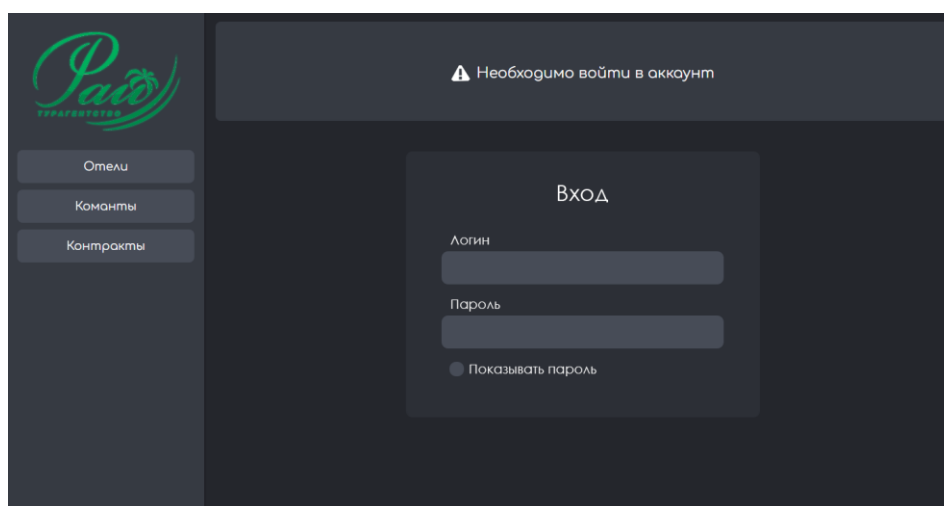 Рай
ТУРАГЕНТСТВО
Отели
Команты
Контракты
Необходимо войти в аккаунт
Вход
Логин
Пароль
Показывать пароль